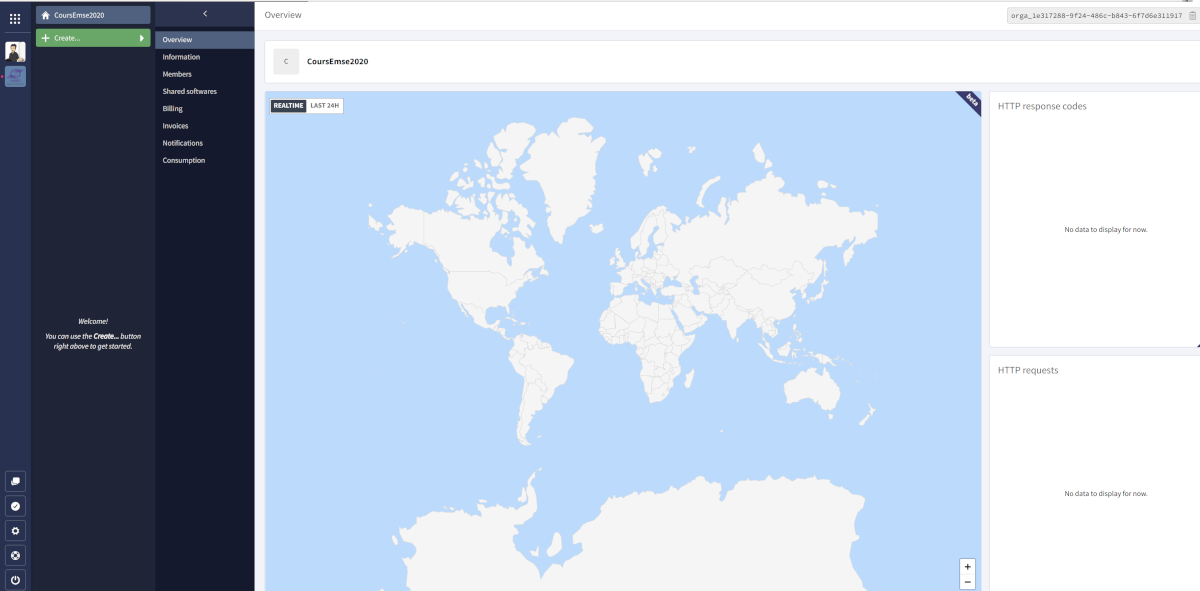 CoursEmse2020
Create...
Welcome!
You can use the Create... button
right above to get started.
Overview
Information
Members
Shared softwares
Billing
Invoices
Notifications
Consumption
Overview
orga_1e317288-9f24-486c-b843-6f7d6e311917
C
CoursEmse2020
REALTIME
LAST 24H
beta
+
−
HTTP response codes
No data to display for now.
HTTP requests
No data to display for now.